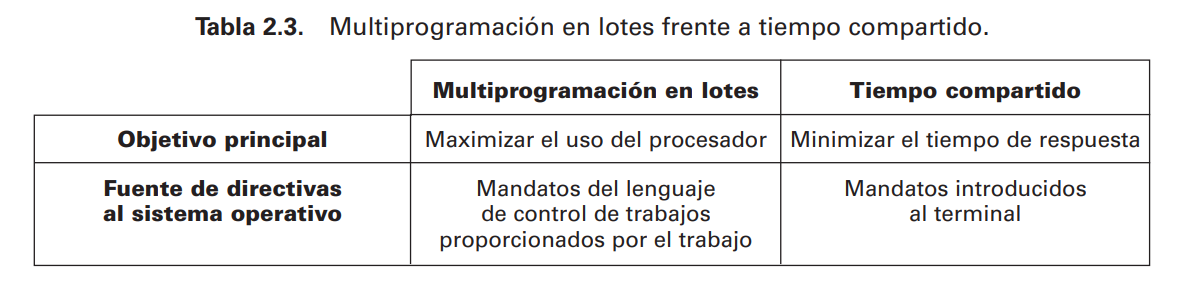 Tabla 2.3. Multiprogramación en lotes frente a tiempo compartido.
Multiprogramación en lotes Tiempo compartido
Objetivo principal Maximizar el uso del procesador Minimizar el tiempo de respuesta
Fuente de directivas Mandatos del lenguaje Mandatos introducidos
al sistema operativo de control de trabajos al terminal
proporcionados por el trabajo